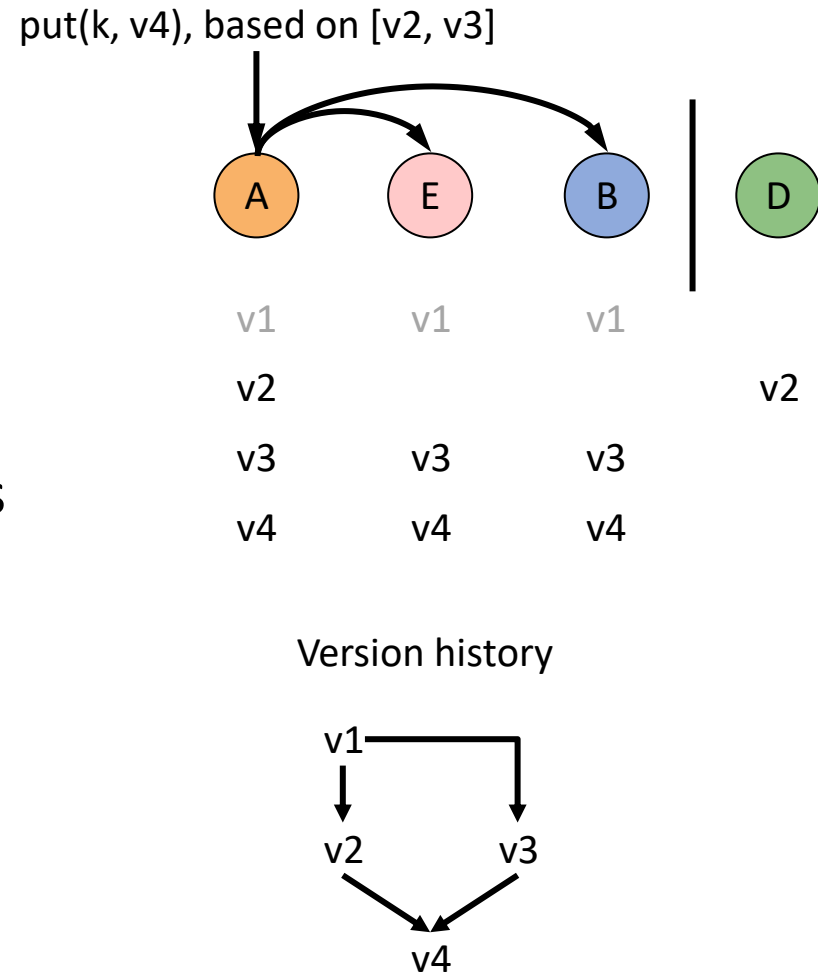 put(k, v4), based on [v2, v3]
A E B D
v1 v1 v1
v2 v2
v3 v3 v3
s
v4 v4 v4
Version history
v1
v2 v3
v4